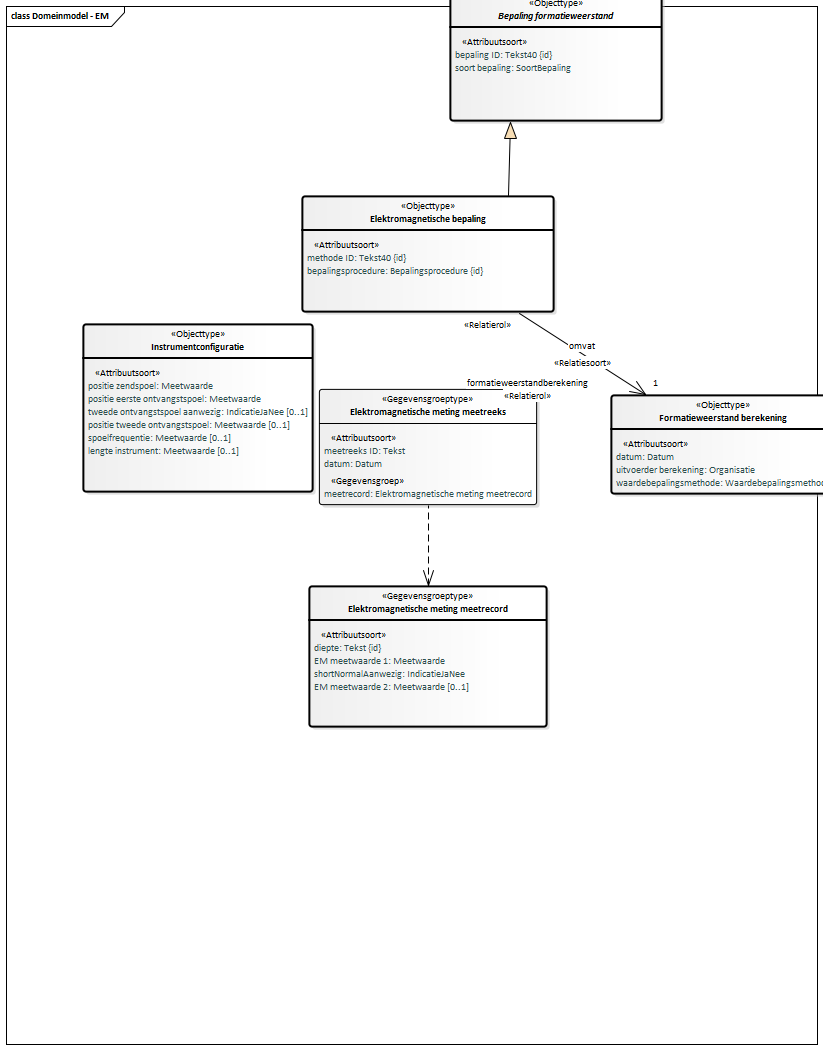 class Domeinmodel - EM
«Objecttype»
Bepaling formatieweerstand
«Attribuutsoort»
bepaling ID: Tekst40 {id}
soort bepaling: SoortBepaling
«Objecttype»
Elektromagnetische bepaling
«Attribuutsoort»
methode ID: Tekst40 {id}
bepalingsprocedure: Bepalingsprocedure {id}
«Relatierol»
omvat
«Relatiesoort»
formatieweerstandberekening
1
«Relatierol»
«Objecttype»
Instrumentconfiguratie
«Attribuutsoort»
positie zendspoel: Meetwaarde
positie eerste ontvangstspoel: Meetwaarde
tweede ontvangstspoel aanwezig: IndicatieJaNee [0..1]
positie tweede ontvangstspoel: Meetwaarde [0..1]
spoelfrequentie: Meetwaarde [0..1]
lengte instrument: Meetwaarde [0..1]
«Gegevensgroeptype»
Elektromagnetische meting meetreeks
«Attribuutsoort»
meetreeks ID: Tekst
datum: Datum
«Gegevensgroep»
meetrecord: Elektromagnetische meting meetrecord
«Objecttype»
Formatieweerstand berekening
«Attribuutsoort»
datum: Datum
uitvoerder berekening: Organisatie
waardebepalingsmethode: Waardebepalingsmetho
«Gegevensgroeptype»
Elektromagnetische meting meetrecord
«Attribuutsoort»
diepte: Tekst {id}
EM meetwaarde 1: Meetwaarde
shortNormalAanwezig: IndicatieJaNee
EM meetwaarde 2: Meetwaarde [0..1]